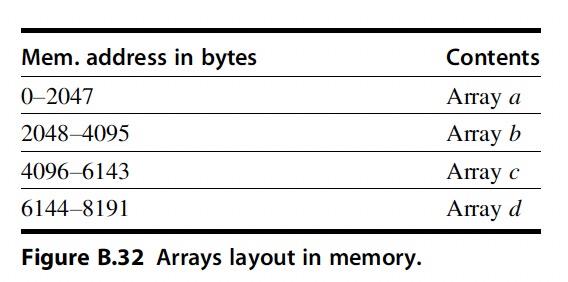 Mem. address in bytes Contents
0–2047 Array a
2048–4095 Array b
4096–6143 Array c
6144–8191 Array d
Figure B.32 Arrays layout in memory.